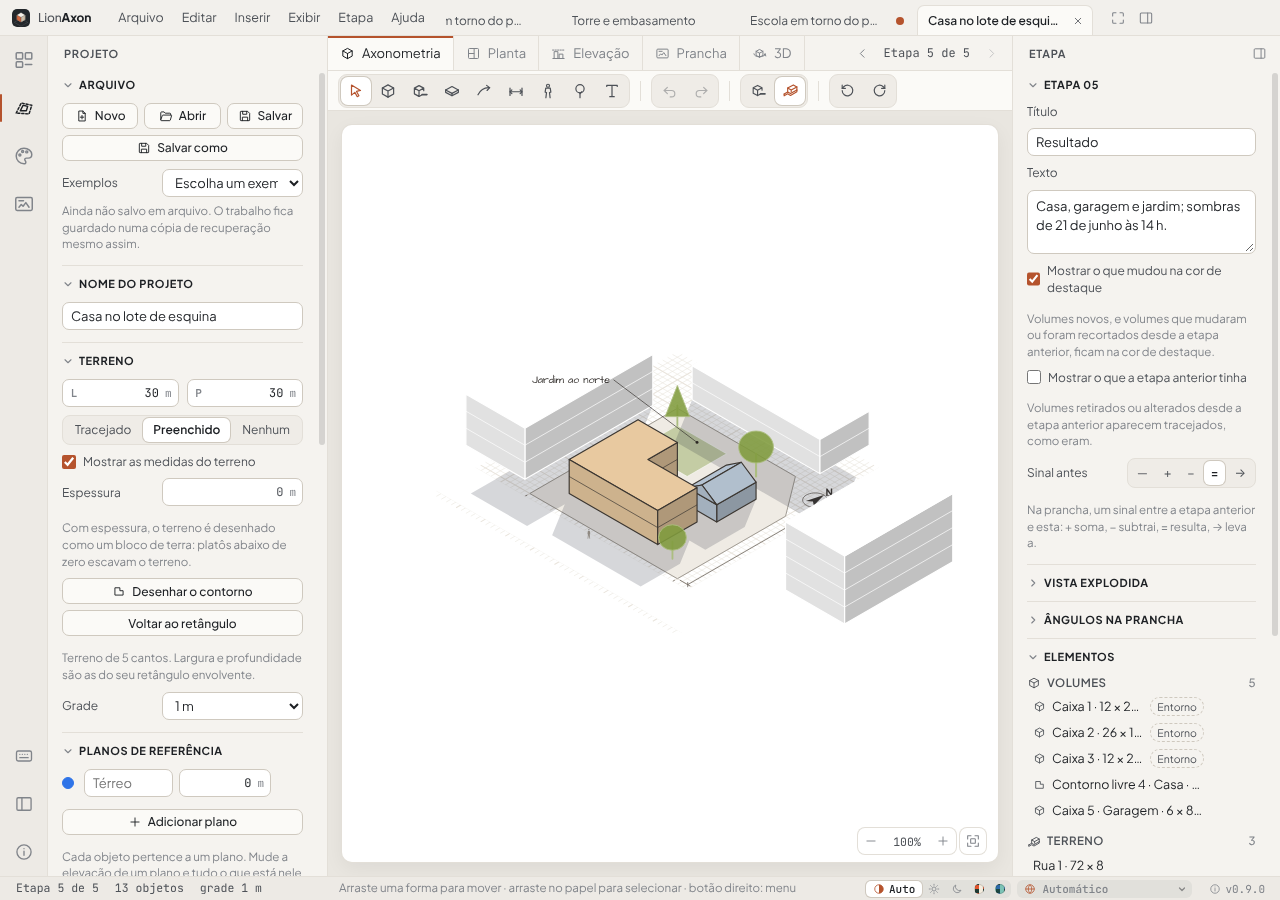 LionAxon
Arquivo Editar Inserir Exibir Etapa Ajuda
n torno do p…
Torre e embasamento
Escola em torno do p…
Casa no lote de esqui…
PROJETO
ARQUIVO
Novo
Abrir
Salvar
Salvar como
Exemplos
Escolha um exem
Ainda não salvo em arquivo. O trabalho fica
guardado numa cópia de recuperação
mesmo assim.
NOME DO PROJETO
Casa no lote de esquina
TERRENO
L 30 m
P 30 m
Tracejado Preenchido Nenhum
Mostrar as medidas do terreno
Espessura 0 m
Com espessura, o terreno é desenhado
como um bloco de terra: platôs abaixo de
zero escavam o terreno.
Desenhar o contorno
Voltar ao retângulo
Terreno de 5 cantos. Largura e profundidade
são as do seu retângulo envolvente.
Grade 1 m
PLANOS DE REFERÊNCIA
Térreo 0 m
Adicionar plano
Cada objeto pertence a um plano. Mude a
elevação de um plano e tudo o que está nele
Axonometria
Planta
Elevação
Prancha
3D
Etapa 5 de 5
Jardim ao norte
N
100%
ETAPA
ETAPA 05
Título
Resultado
Texto
Casa, garagem e jardim; sombras
de 21 de junho às 14 h.
Mostrar o que mudou na cor de
destaque
Volumes novos, e volumes que mudaram
ou foram recortados desde a etapa
anterior, ficam na cor de destaque.
Mostrar o que a etapa anterior tinha
Volumes retirados ou alterados desde a
etapa anterior aparecem tracejados,
como eram.
Sinal antes — + − = →
Na prancha, um sinal entre a etapa anterior
e esta: + soma, − subtrai, = resulta, → leva
a.
VISTA EXPLODIDA
ÂNGULOS NA PRANCHA
ELEMENTOS
VOLUMES 5
Caixa 1 · 12 × 2… Entorno
Caixa 2 · 26 × 1… Entorno
Caixa 3 · 12 × 2… Entorno
Contorno livre 4 · Casa · …
Caixa 5 · Garagem · 6 × 8…
TERRENO 3
Rua 1 · 72 × 8
Etapa 5 de 5 13 objetos grade 1 m
Arraste uma forma para mover · arraste no papel para selecionar · botão direito: menu
Auto
Automático
v0.9.0